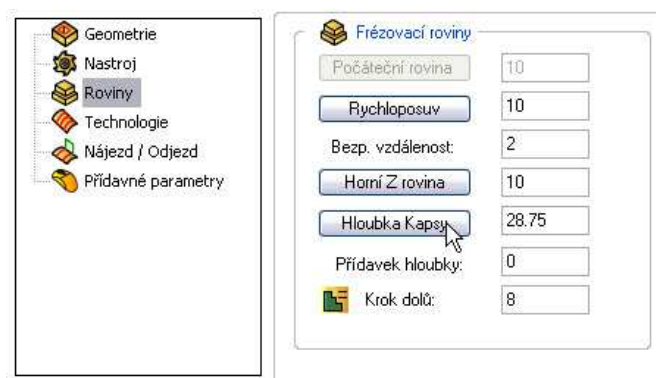 Geometrie
Nastroj
Roviny
Technologie
Nájezd / Odjezd
Přídavné parametry
Frézovací roviny
Počáteční rovina 10
Rychloposuv 10
Bezp. vzdálenost: 2
Horní Z rovina 10
Hloubka Kapsy 28.75
Přídavek hloubky: 0
Krok dolů: 8